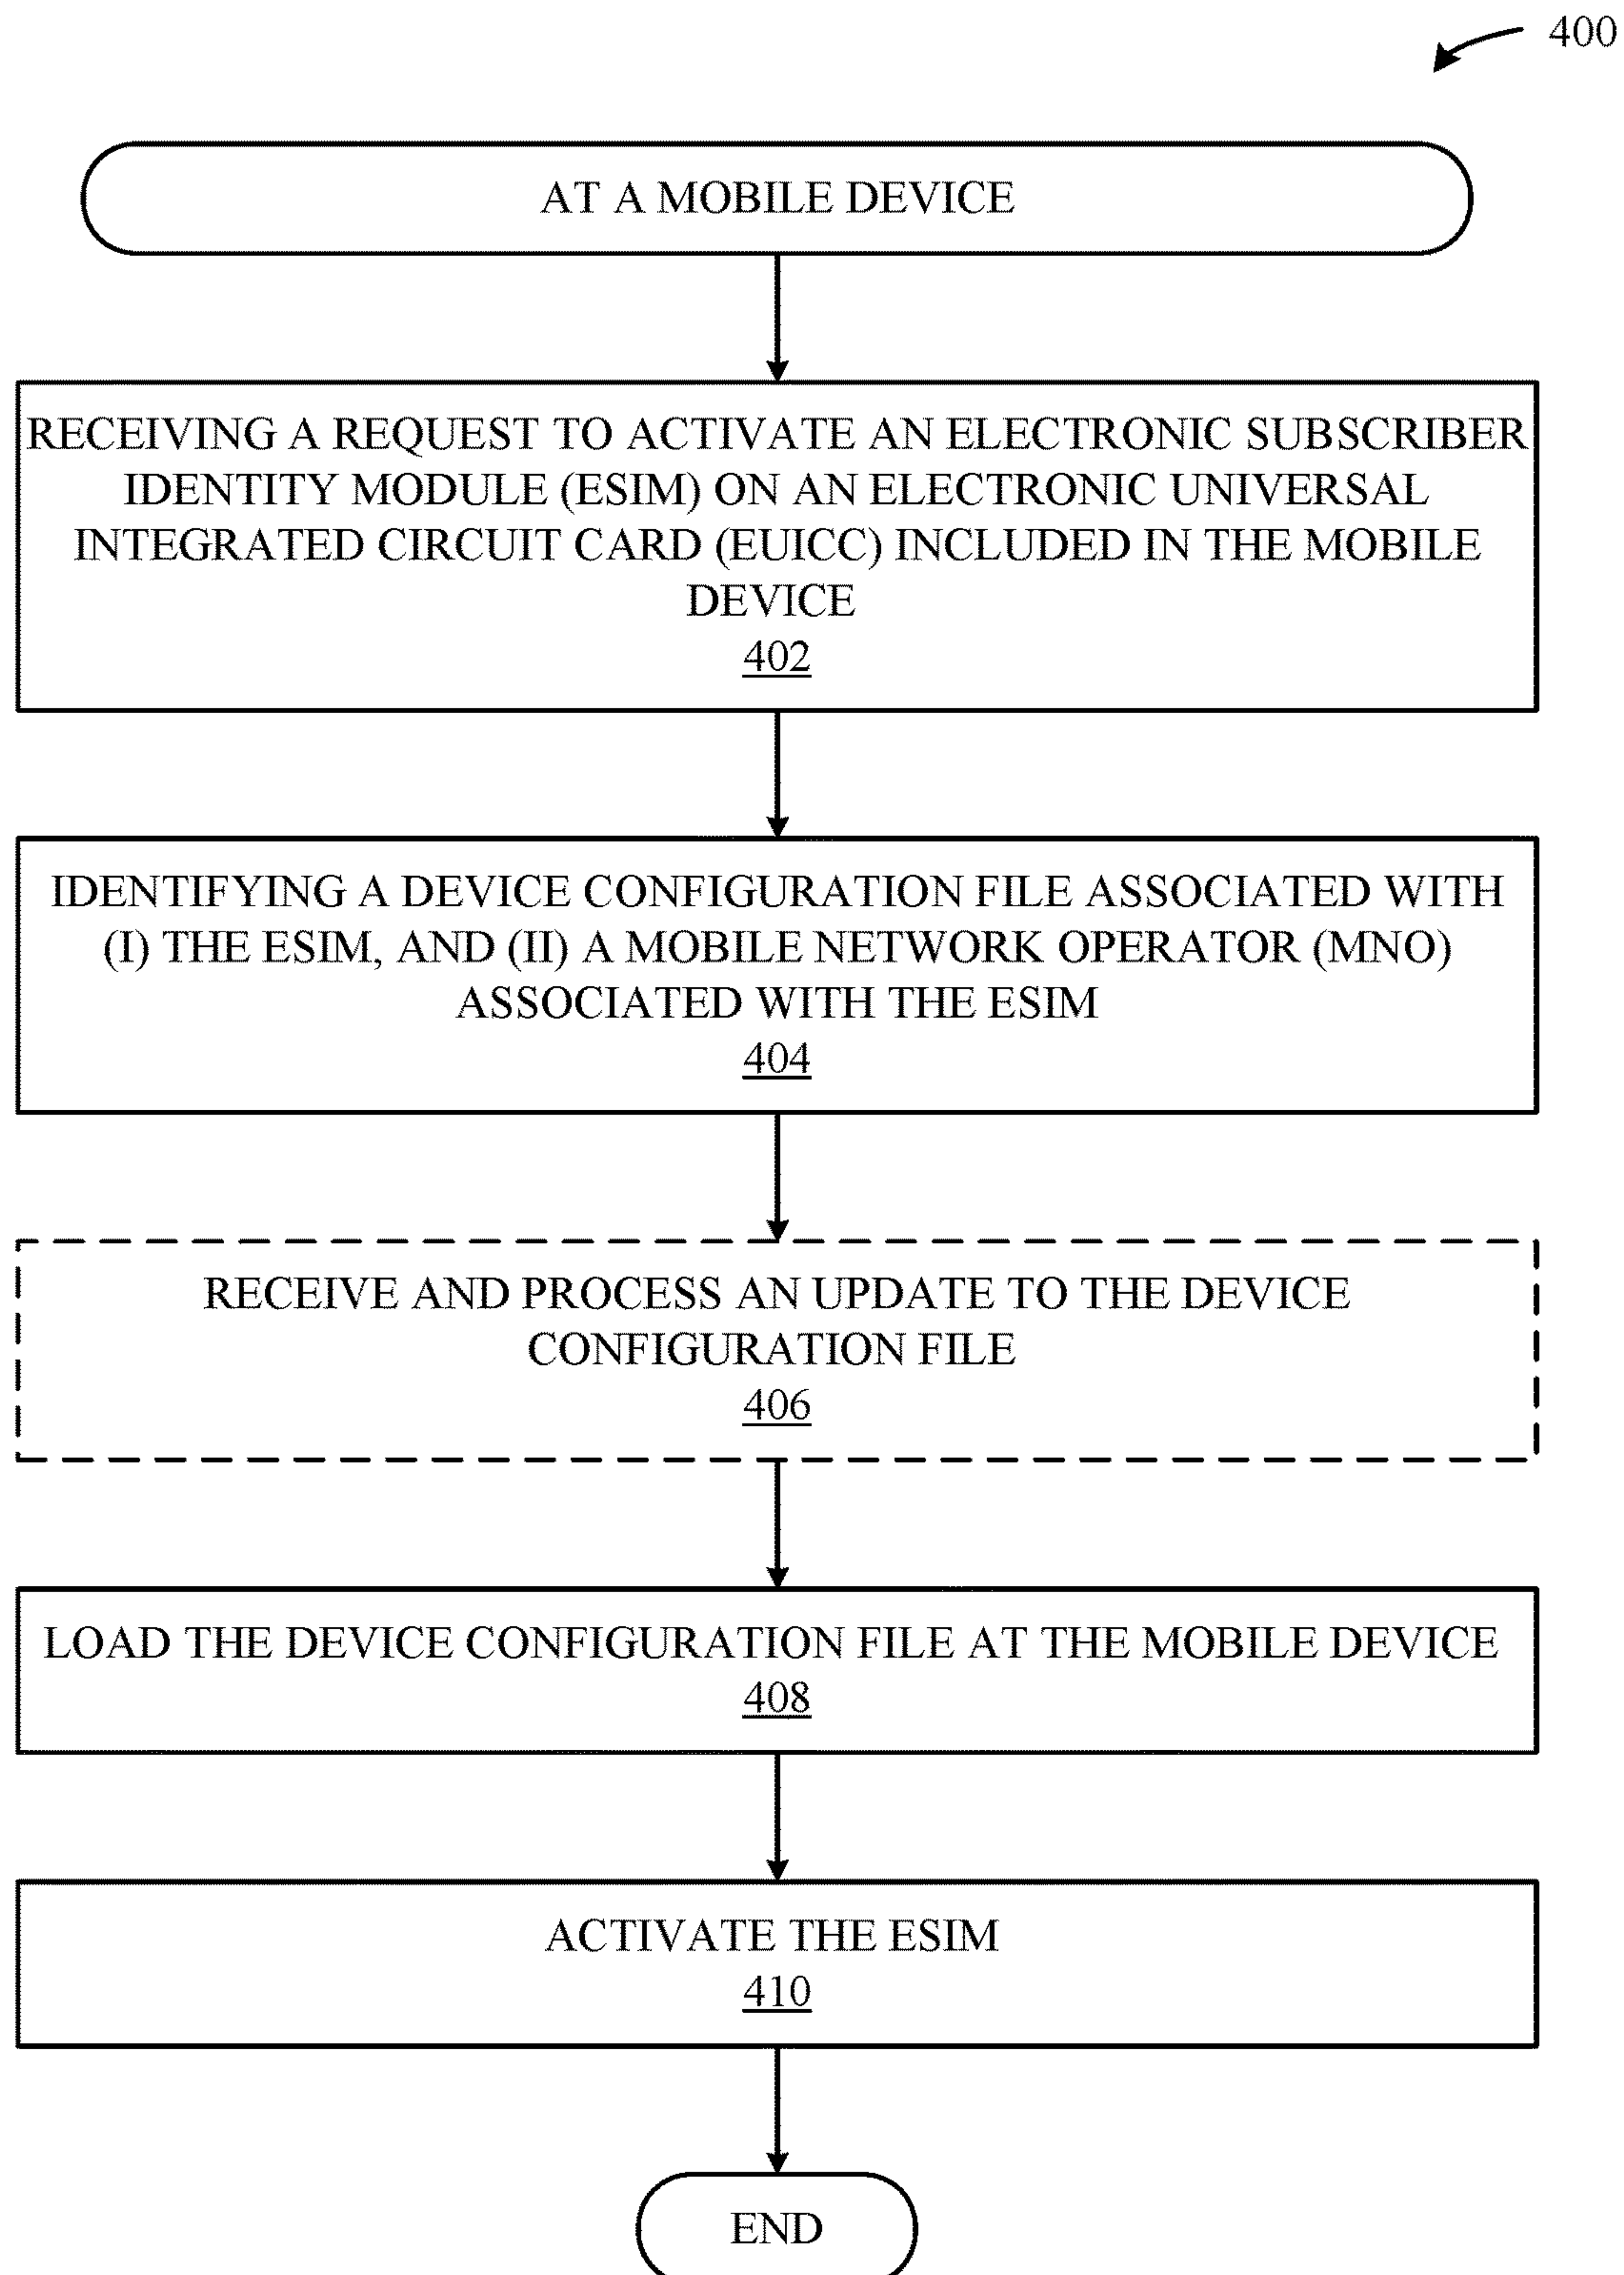 400
AT A MOBILE DEVICE
RECEIVING A REQUEST TO ACTIVATE AN ELECTRONIC SUBSCRIBER
IDENTITY MODULE (ESIM) ON AN ELECTRONIC UNIVERSAL
INTEGRATED CIRCUIT CARD (EUICC) INCLUDED IN THE MOBILE
DEVICE
402
IDENTIFYING A DEVICE CONFIGURATION FILE ASSOCIATED WITH
(I) THE ESIM, AND (II) A MOBILE NETWORK OPERATOR (MNO)
ASSOCIATED WITH THE ESIM
404
RECEIVE AND PROCESS AN UPDATE TO THE DEVICE
CONFIGURATION FILE
406
LOAD THE DEVICE CONFIGURATION FILE AT THE MOBILE DEVICE
408
ACTIVATE THE ESIM
410
END